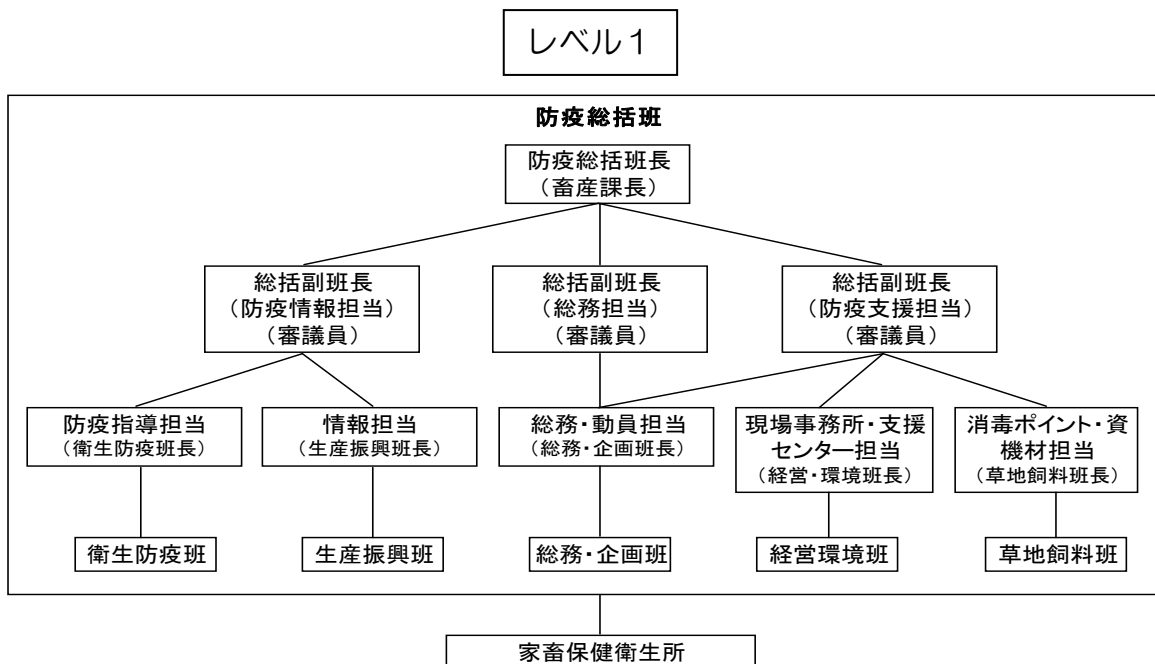 レベル１
防疫総括班
防疫総括班長
（畜産課長）
総括副班長
（防疫情報担当）
（審議員）
総括副班長
（総務担当）
（審議員）
総括副班長
（防疫支援担当）
（審議員）
防疫指導担当
（衛生防疫班長）
情報担当
（生産振興班長）
総務・動員担当
（総務・企画班長）
現場事務所・支援
センター担当
（経営・環境班長）
消毒ポイント・資
機材担当
（草地飼料班長）
衛生防疫班
生産振興班
総務・企画班
経営環境班
草地飼料班
家畜保健衛生所